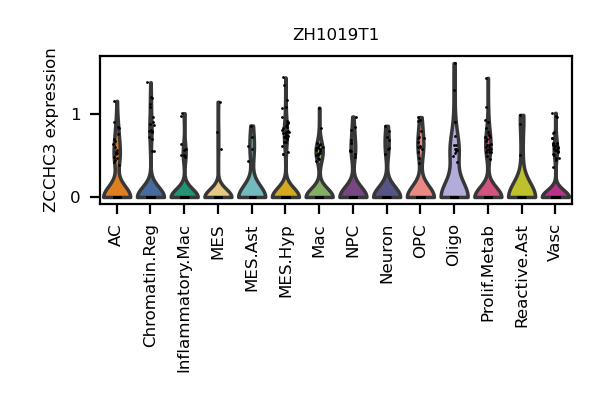 ZH1019T1
ZCCHC3 expression
1
0
AC
Chromatin.Reg
Inflammatory.Mac
MES
MES.Ast
MES.Hyp
Mac
NPC
Neuron
OPC
Oligo
Prolif.Metab
Reactive.Ast
Vasc